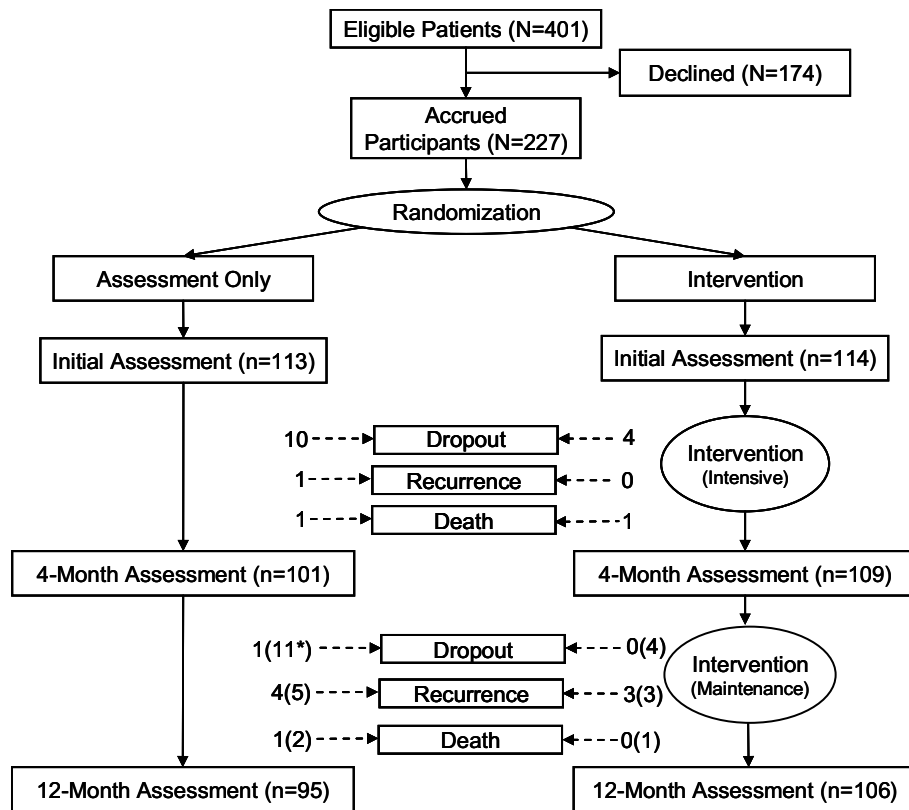 Eligible Patients (N=401)
Declined (N=174)
Accrued
Participants (N=227)
Randomization
Assessment Only
Intervention
Initial Assessment (n=113)
Initial Assessment (n=114)
10
Dropout
4
1
Recurrence
0
1
Death
1
Intervention
(Intensive)
4-Month Assessment (n=101)
4-Month Assessment (n=109)
1(11*)
Dropout
0(4)
4(5)
Recurrence
3(3)
1(2)
Death
0(1)
Intervention
(Maintenance)
12-Month Assessment (n=95)
12-Month Assessment (n=106)